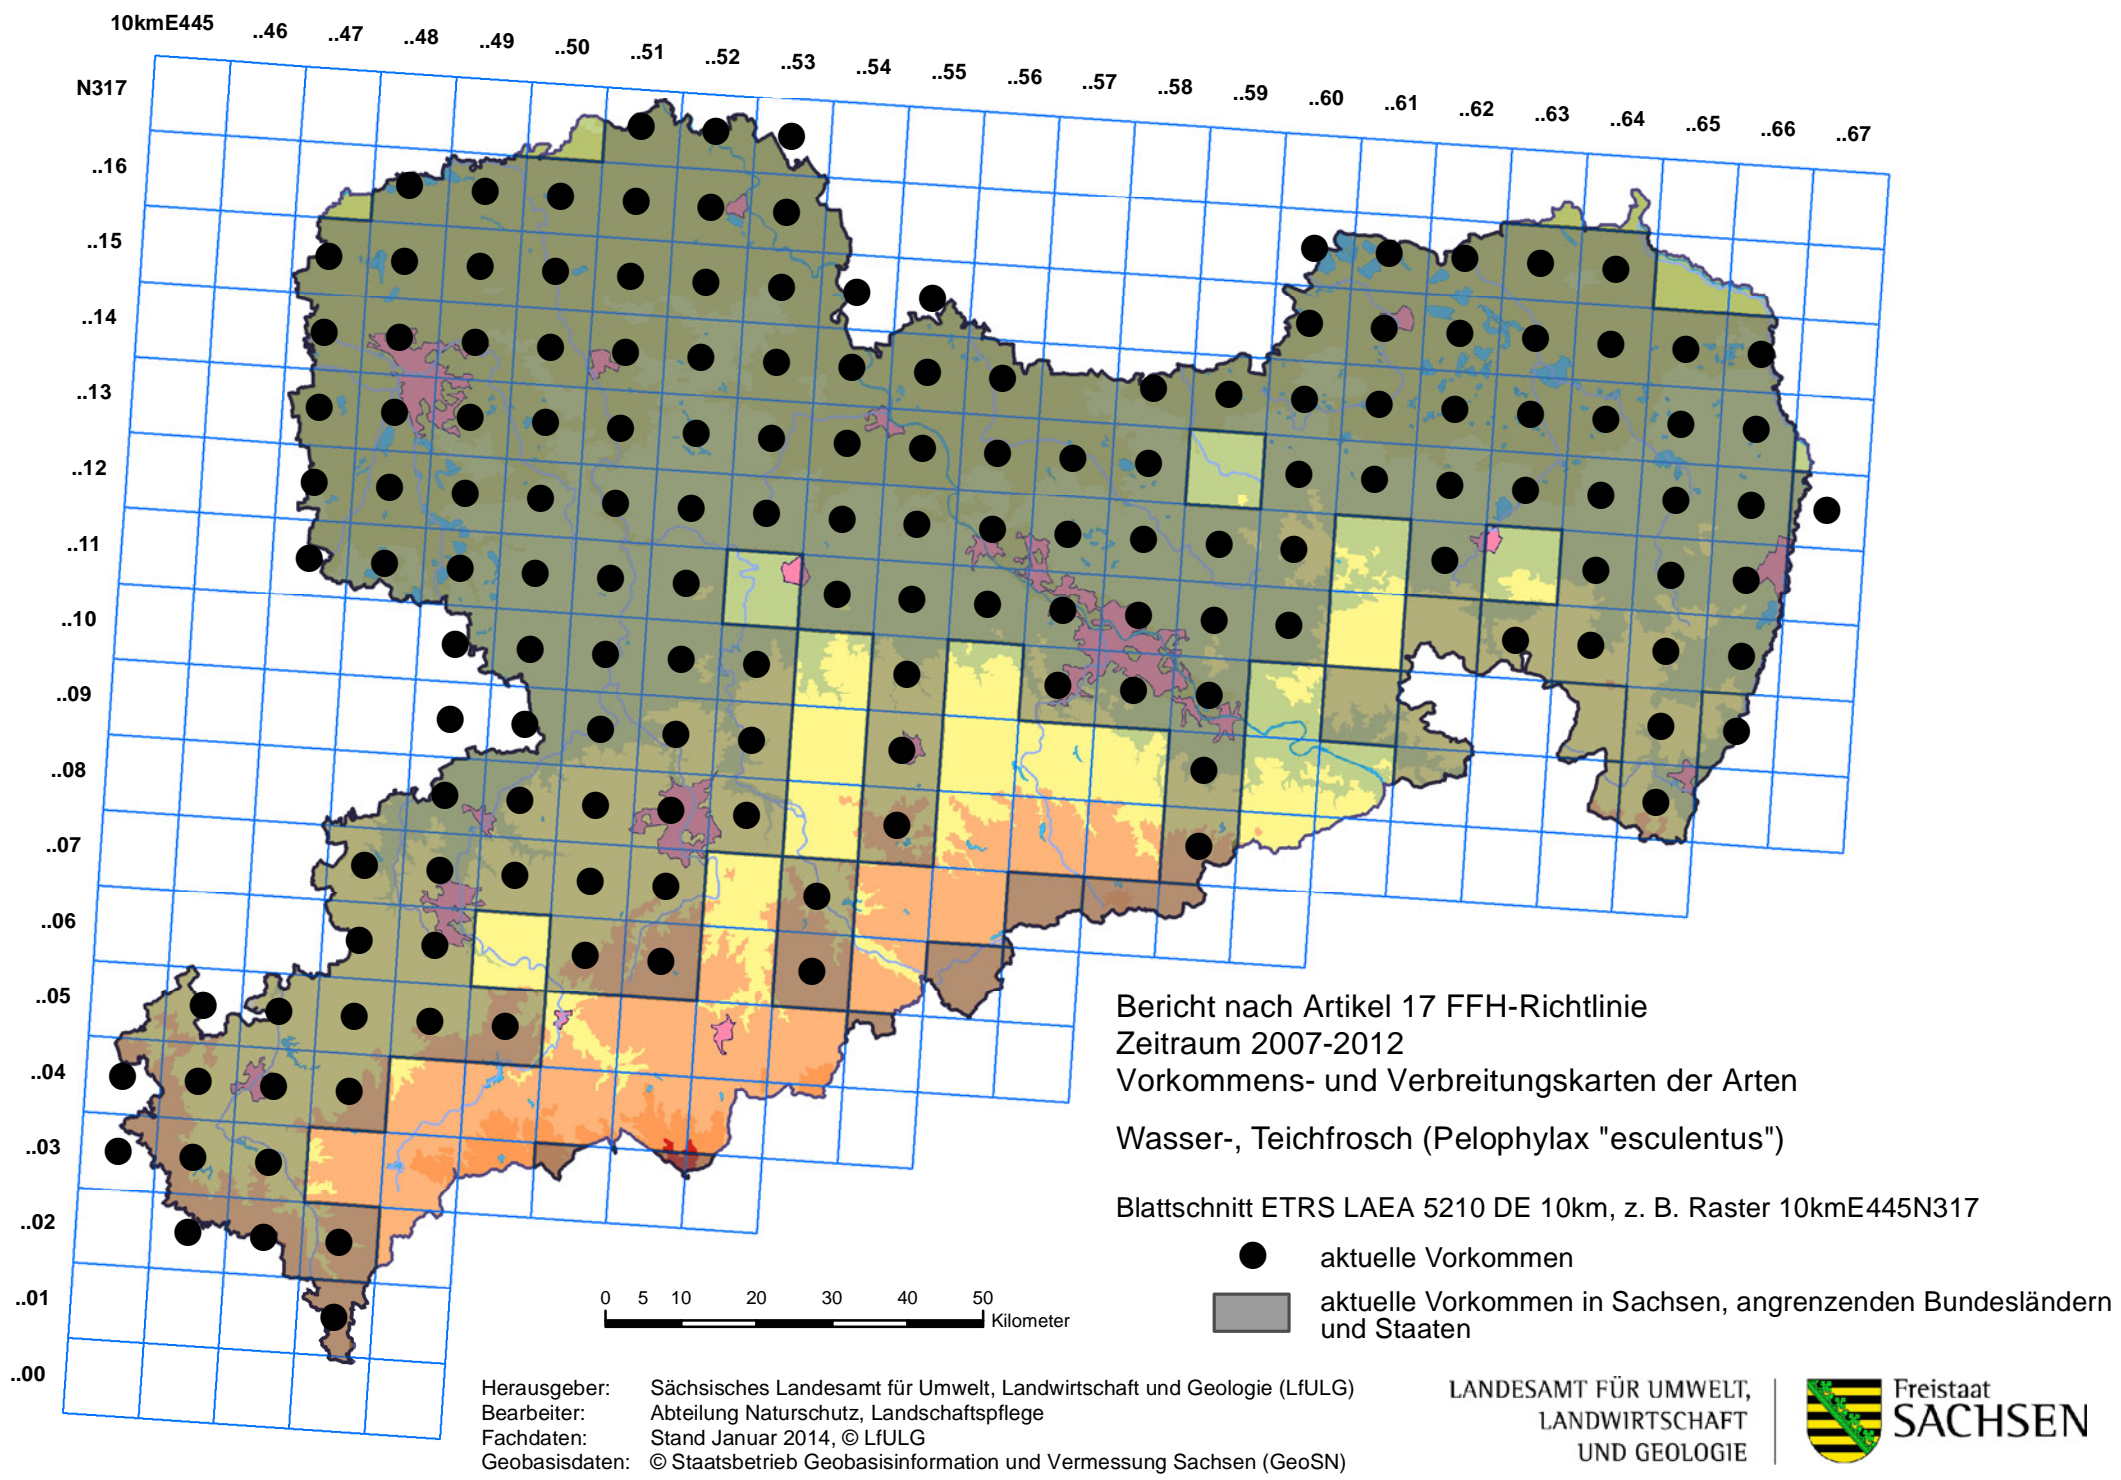 10kmE445 ..46 ..47 ..48 ..49 ..50 ..51 ..52 ..53 ..54 ..55 ..56 ..57 ..58 ..59 ..60 ..61 ..62 ..63 ..64 ..65 ..66 ..67
N317
..16
..15
..14
..13
..12
..11
..10
..09
..08
..07
..06
..05
..04
..03
..02
..01
..00
Bericht nach Artikel 17 FFH-Richtlinie
Zeitraum 2007-2012
Vorkommens- und Verbreitungskarten der Arten
Wasser-, Teichfrosch (Pelophylax "esculentus")
Blattschnitt ETRS LAEA 5210 DE 10km, z. B. Raster 10kmE445N317
aktuelle Vorkommen
aktuelle Vorkommen in Sachsen, angrenzenden Bundesländern
und Staaten
0 5 10 20 30 40 50
Kilometer
Herausgeber: Sächsisches Landesamt für Umwelt, Landwirtschaft und Geologie (LfULG)
Bearbeiter: Abteilung Naturschutz, Landschaftspflege
Fachdaten: Stand Januar 2014, © LfULG
Geobasisdaten: © Staatsbetrieb Geobasisinformation und Vermessung Sachsen (GeoSN)
LANDESAMT FÜR UMWELT,
LANDWIRTSCHAFT
UND GEOLOGIE
Freistaat
SACHSEN